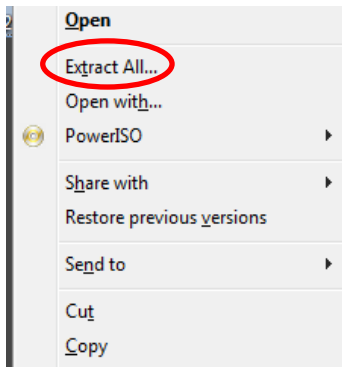 Open
Extract All...
Open with...
PowerISO
Share with
Restore previous versions
Send to
Cut
Copy